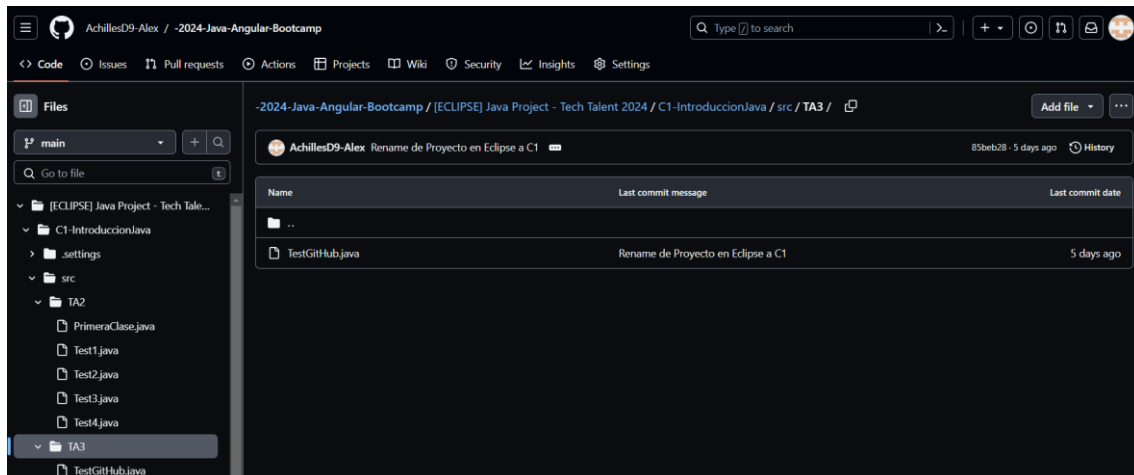 AchillesD9-Alex / -2024-Java-Angular-Bootcamp
Type / to search
Code Issues Pull requests Actions Projects Wiki Security Insights Settings
Files
main
Go to file t
[ECLIPSE] Java Project - Tech Tale...
C1-IntroduccionJava
.settings
src
TA2
PrimeraClase.java
Test1.java
Test2.java
Test3.java
Test4.java
TA3
TestGitHub.java
-2024-Java-Angular-Bootcamp / [ECLIPSE] Java Project - Tech Talent 2024 / C1-IntroduccionJava / src / TA3 /
Add file
AchillesD9-Alex Rename de Proyecto en Eclipse a C1 85beb28 · 5 days ago History
Name Last commit message Last commit date
..
TestGitHub.java Rename de Proyecto en Eclipse a C1 5 days ago